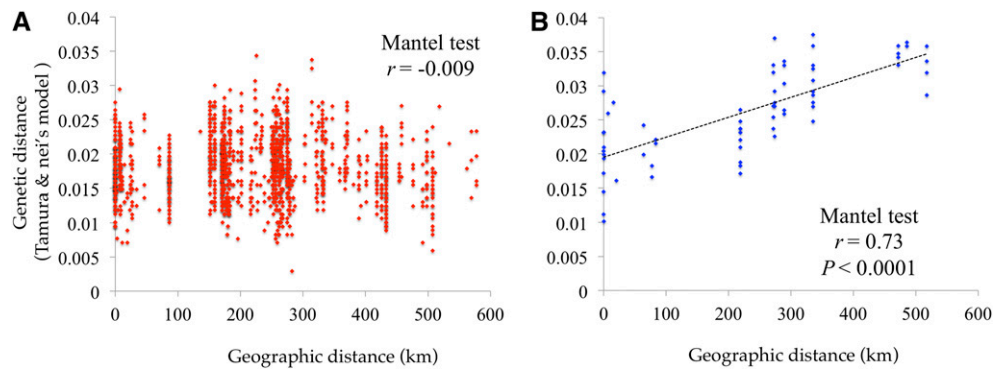 A
Genetic distance
(Tamura & nei's model )
0.04
0.035
0.03
0.025
0.02
0.015
0.01
0.005
0
Mantel test
r = -0.009
0 100 200 300 400 500 600
Geographic distance (km)
B
0.04
0.035
0.03
0.025
0.02
0.015
0.01
0.005
0
Mantel test
r = 0.73
P < 0.0001
0 100 200 300 400 500 600
Geographic distance (km)